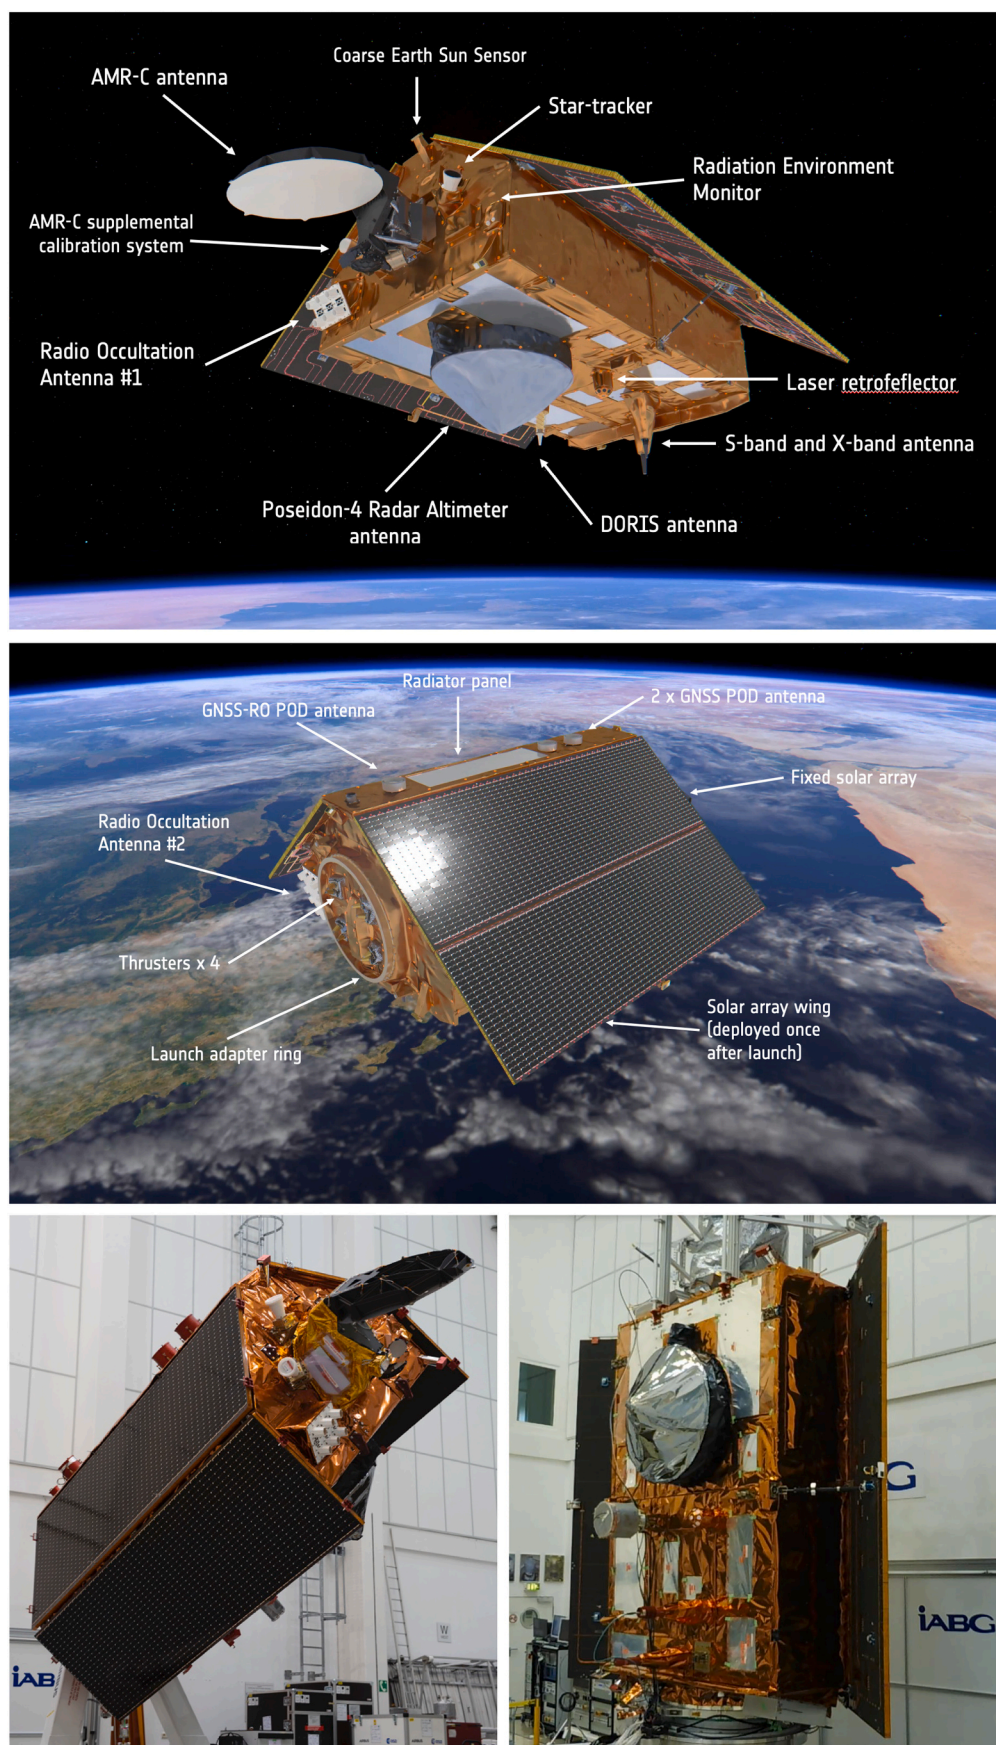 Coarse Earth Sun Sensor
AMR-C antenna
Star-tracker
Radiation Environment
Monitor
AMR-C supplemental
calibration system
Radio Occultation
Antenna #1
Laser retrofeflector
S-band and X-band antenna
Poseidon-4 Radar Altimeter
antenna
DORIS antenna
Radiator panel
2 x GNSS POD antenna
GNSS-RO POD antenna
Fixed solar array
Radio Occultation
Antenna #2
Thrusters x 4
Solar array wing
(deployed once
after launch)
Launch adapter ring
W
iAB
G
iABG